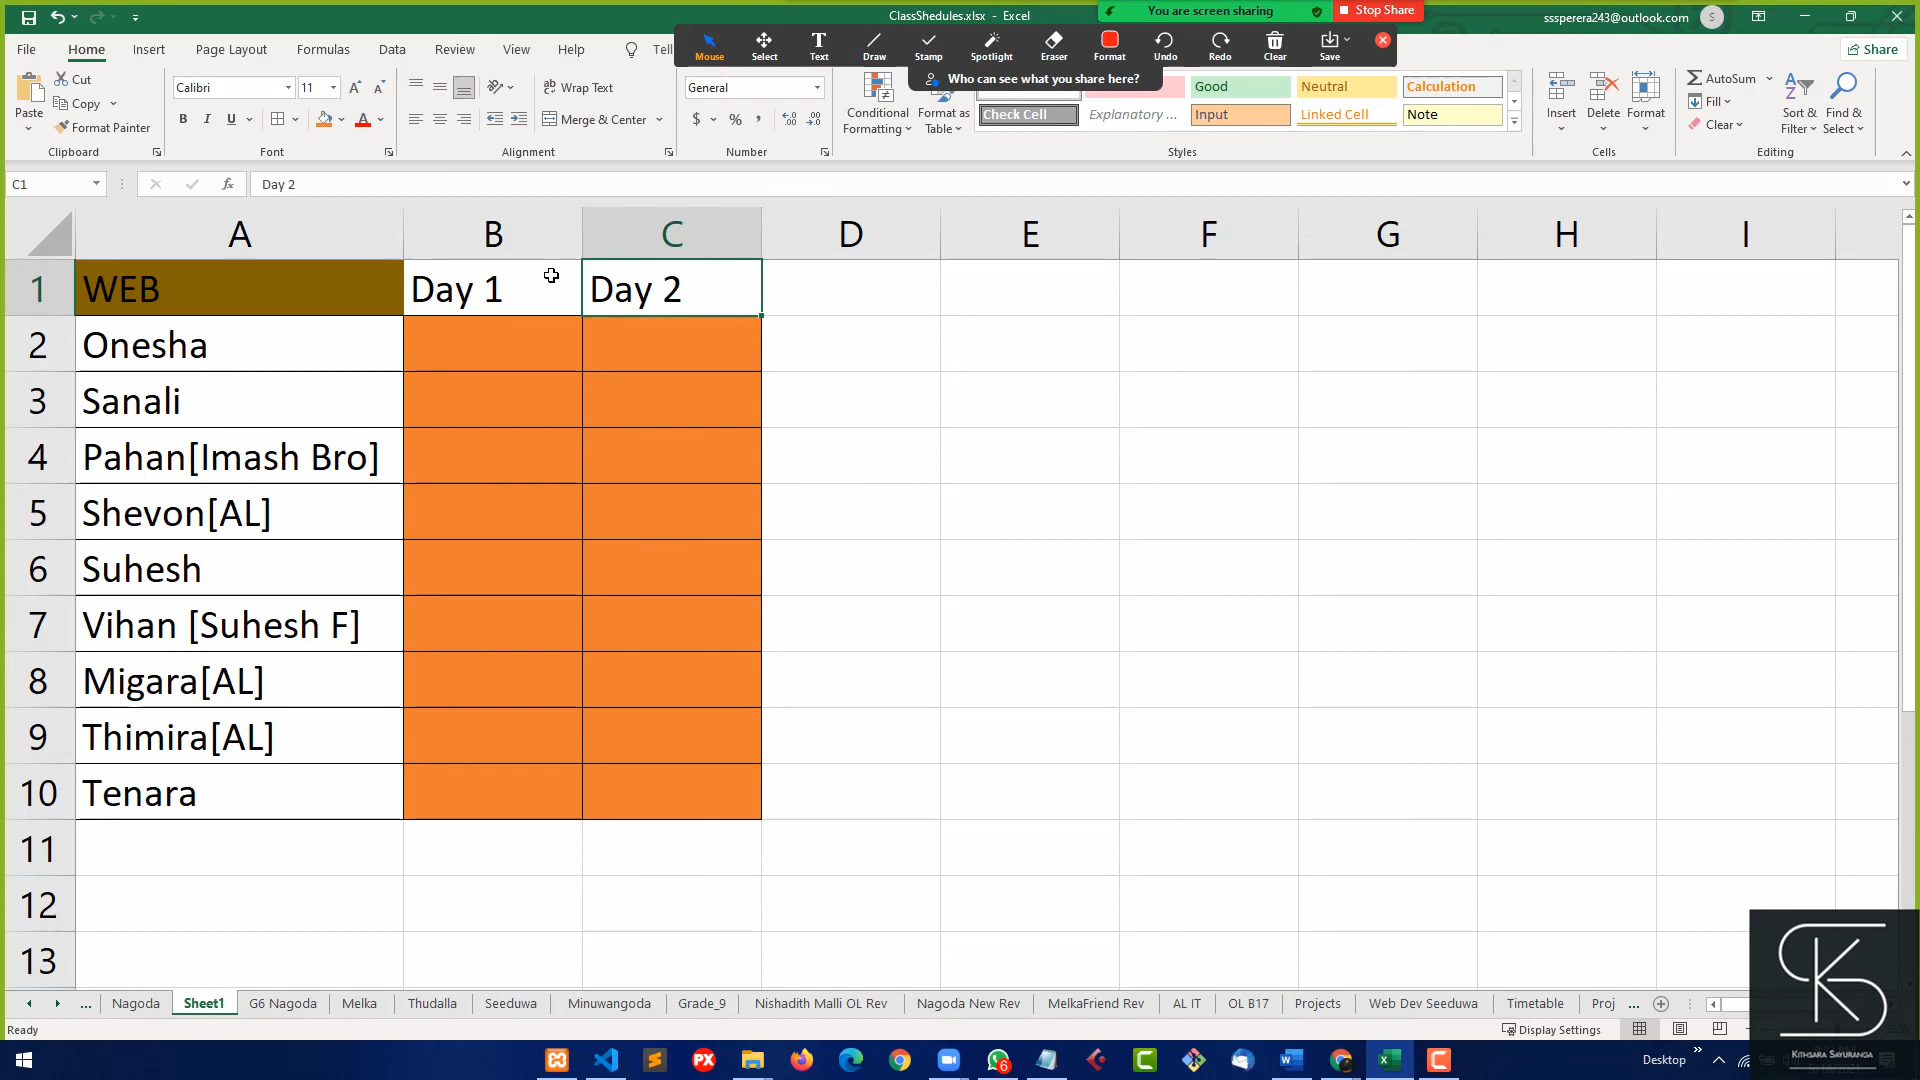 ClassShedules.xlsx - Excel
You are screen sharing
Stop Share
sssperera243@outlook.com
S
File
Home
Insert
Page Layout
Formulas
Data
Review
View
Help
Tell
Share
Mouse
Select
Text
Draw
Stamp
Spotlight
Eraser
Format
Undo
Redo
Clear
Save
Who can see what you share here?
Paste
Cut
Copy
Format Painter
Clipboard
Calibri
11
Font
Wrap Text
Merge & Center
Alignment
General
Number
Conditional Formatting
Format as Table
Good
Neutral
Calculation
Check Cell
Explanatory ...
Input
Linked Cell
Note
Styles
Insert
Delete
Format
Cells
AutoSum
Fill
Clear
Sort & Filter
Find & Select
Editing
C1
fx
Day 2
A B C D E F G H I
1 WEB Day 1 Day 2
2 Onesha
3 Sanali
4 Pahan[Imash Bro]
5 Shevon[AL]
6 Suhesh
7 Vihan [Suhesh F]
8 Migara[AL]
9 Thimira[AL]
10 Tenara
11
12
13
... Nagoda Sheet1 G6 Nagoda Melka Thudalla Seeduwa Minuwangoda Grade_9 Nishadith Malli OL Rev Nagoda New Rev MelkaFriend Rev AL IT OL B17 Projects Web Dev Seeduwa Timetable Proj ...
Ready
Display Settings
Desktop
KITHSARA SAYURANGA